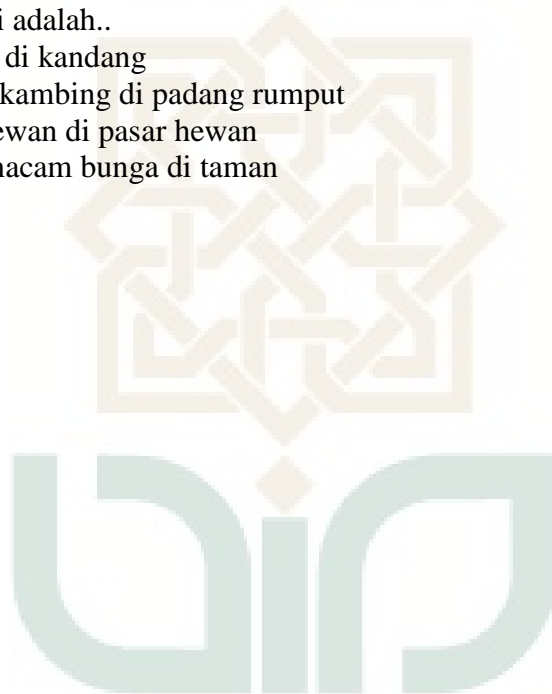 i adalah..
di kandang
kambing di padang rumput
ewan di pasar hewan
nacam bunga di taman